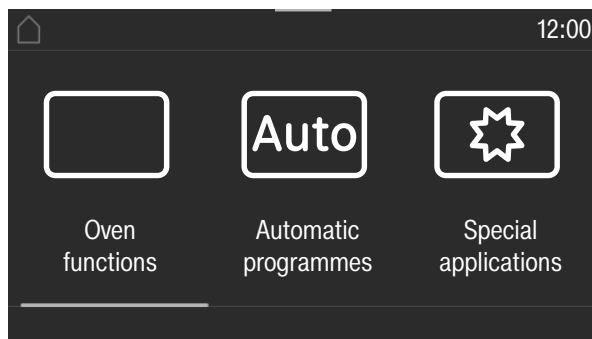 12:00
Auto
Oven
functions
Automatic
programmes
Special
applications